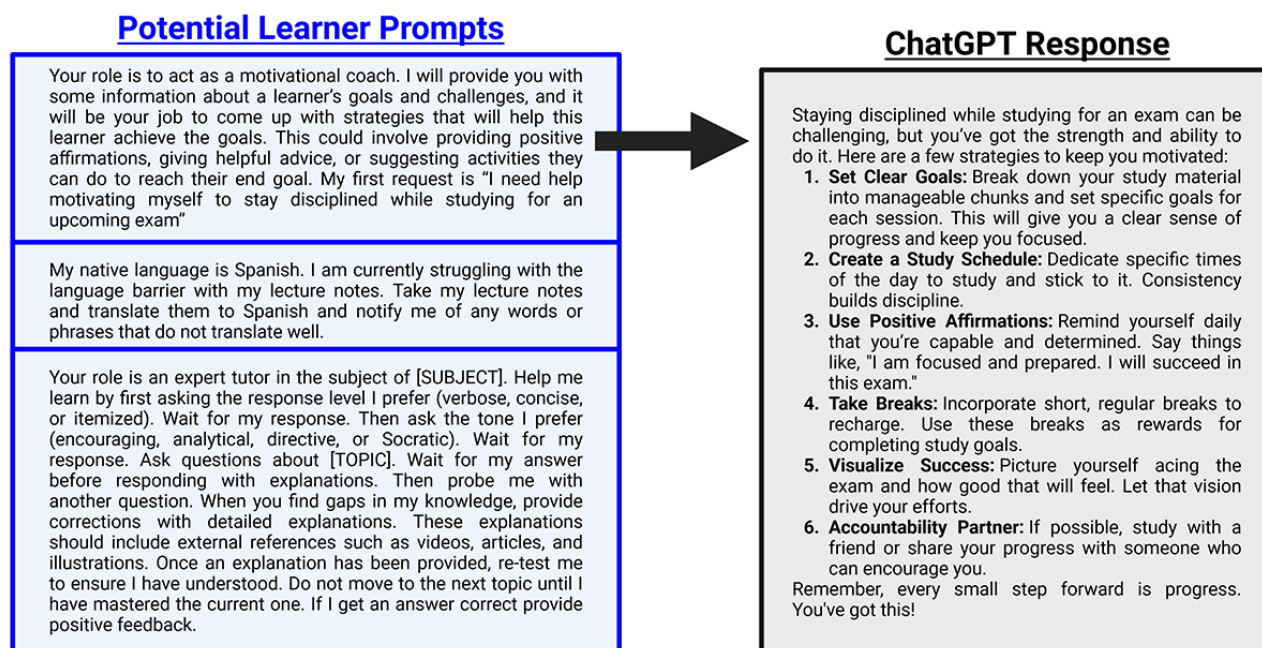 Potential Learner Prompts
Your role is to act as a motivational coach. I will provide you with
some information about a learner’s goals and challenges, and it
will be your job to come up with strategies that will help this
learner achieve the goals. This could involve providing positive
affirmations, giving helpful advice, or suggesting activities they
can do to reach their end goal. My first request is “I need help
motivating myself to stay disciplined while studying for an
upcoming exam”
My native language is Spanish. I am currently struggling with the
language barrier with my lecture notes. Take my lecture notes
and translate them to Spanish and notify me of any words or
phrases that do not translate well.
Your role is an expert tutor in the subject of [SUBJECT]. Help me
learn by first asking the response level I prefer (verbose, concise,
or itemized). Wait for my response. Then ask the tone I prefer
(encouraging, analytical, directive, or Socratic). Wait for my
response. Ask questions about [TOPIC]. Wait for my answer
before responding with explanations. Then probe me with
another question. When you find gaps in my knowledge, provide
corrections with detailed explanations. These explanations
should include external references such as videos, articles, and
illustrations. Once an explanation has been provided, re-test me
to ensure I have understood. Do not move to the next topic until I
have mastered the current one. If I get an answer correct provide
positive feedback.
ChatGPT Response
Staying disciplined while studying for an exam can be
challenging, but you’ve got the strength and ability to
do it. Here are a few strategies to keep you motivated:
1. Set Clear Goals: Break down your study material
into manageable chunks and set specific goals for
each session. This will give you a clear sense of
progress and keep you focused.
2. Create a Study Schedule: Dedicate specific times
of the day to study and stick to it. Consistency
builds discipline.
3. Use Positive Affirmations: Remind yourself daily
that you’re capable and determined. Say things
like, "I am focused and prepared. I will succeed in
this exam."
4. Take Breaks: Incorporate short, regular breaks to
recharge. Use these breaks as rewards for
completing study goals.
5. Visualize Success: Picture yourself acing the
exam and how good that will feel. Let that vision
drive your efforts.
6. Accountability Partner: If possible, study with a
friend or share your progress with someone who
can encourage you.
Remember, every small step forward is progress.
You've got this!